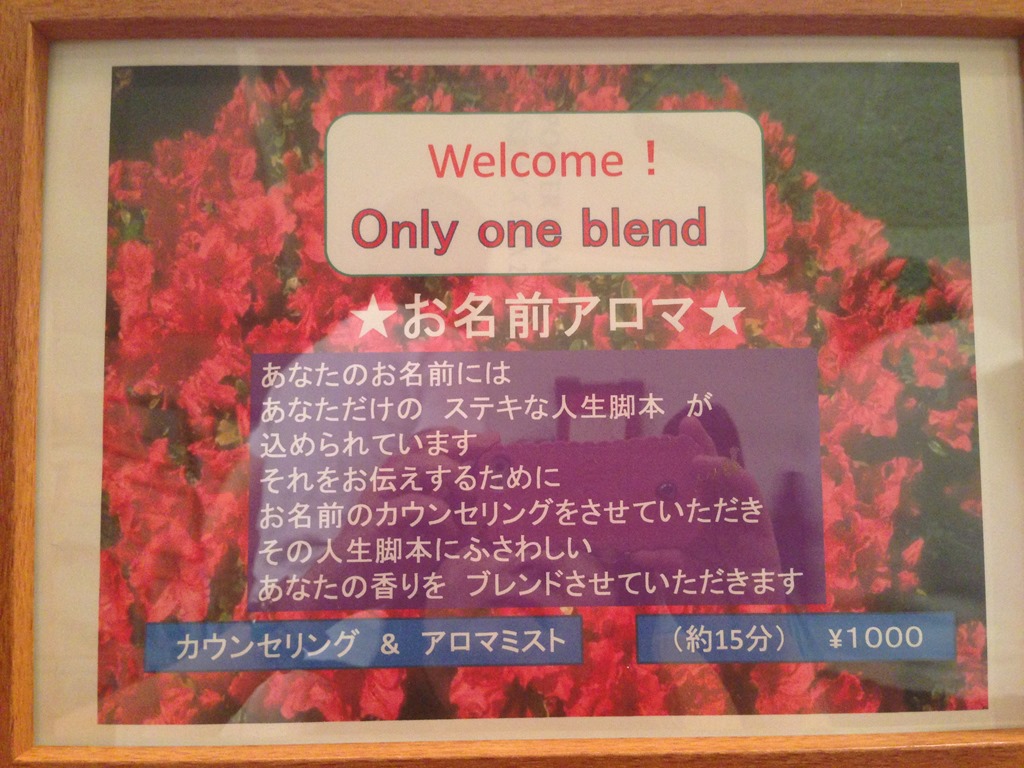 Welcome！
Only one blend
★お名前アロマ★
あなたのお名前には
あなただけの　ステキな人生脚本　が
込められています
それをお伝えするために
お名前のカウンセリングをさせていただき
その人生脚本にふさわしい
あなたの香りを　ブレンドさせていただきます
カウンセリング　＆　アロマミスト
（約15分）　¥1000